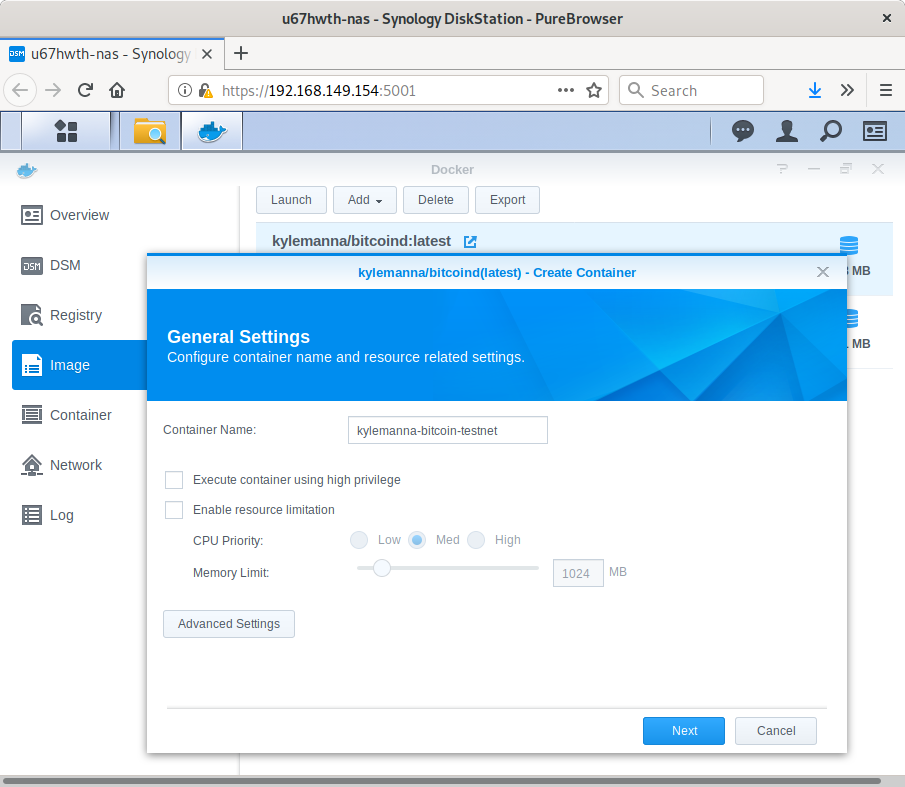 u67hwth-nas - Synology DiskStation - PureBrowser
DSM u67hwth-nas - Synology
https://192.168.149.154:5001
Search
Docker
Overview
DSM DSM
Registry
Image
Container
Network
Log
Launch Add Delete Export
kylemanna/bitcoind:latest
MB
MB
kylemanna/bitcoind(latest) - Create Container
General Settings
Configure container name and resource related settings.
Container Name: kylemanna-bitcoin-testnet
Execute container using high privilege
Enable resource limitation
CPU Priority: Low Med High
Memory Limit: 1024 MB
Advanced Settings
Next Cancel